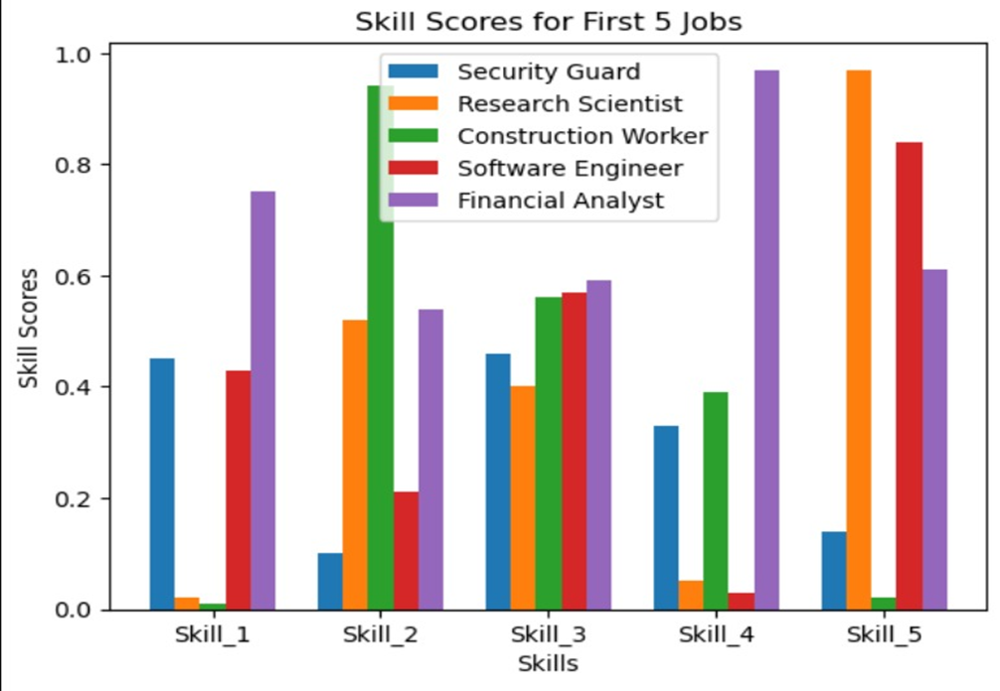 Skill Scores for First 5 Jobs
1.0
0.8
0.6
0.4
0.2
0.0
Skill Scores
Security Guard
Research Scientist
Construction Worker
Software Engineer
Financial Analyst
Skill_1 Skill_2 Skill_3 Skill_4 Skill_5
Skills